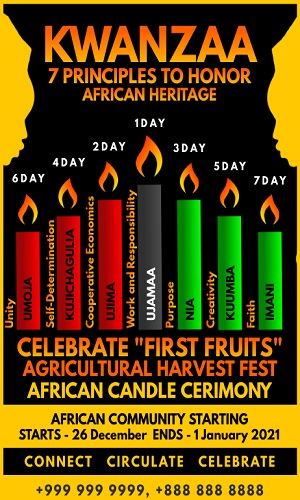 KWANZAA
7 PRINCIPLES TO HONOR
AFRICAN HERITAGE
1DAY
2DAY
3DAY
4DAY
5DAY
6DAY
7DAY
Unity
UMOJA
Self-Determination
KUJICHAGULIA
Cooperative Economics
UJIMA
Work and Responsibility
UJAMAA
Purpose
NIA
Creativity
KUUMBA
Faith
IMANI
CELEBRATE "FIRST FRUITS"
AGRICULTURAL HARVEST FEST
AFRICAN CANDLE CERIMONY
AFRICAN COMMUNITY STARTING
STARTS - 26 December ENDS - 1 January 2021
CONNECT CIRCULATE CELEBRATE
+999 999 9999, +888 888 8888